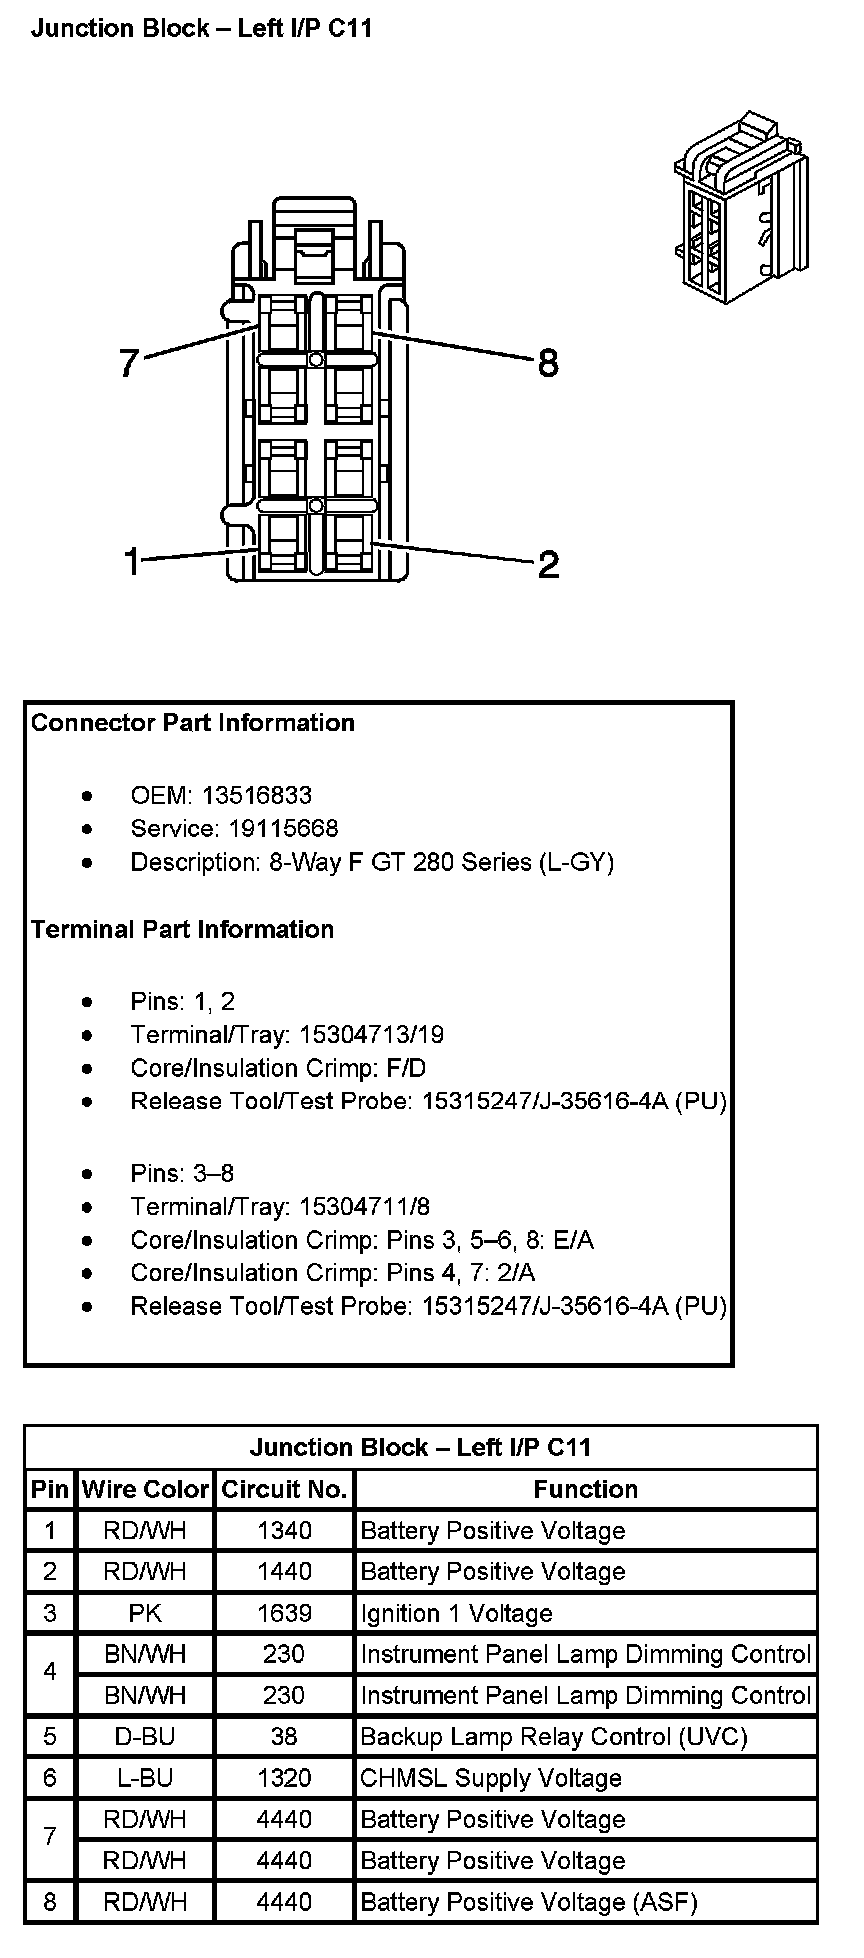 Junction Block – Left I/P C11
7
8
1
2
Connector Part Information
• OEM: 13516833
• Service: 19115668
• Description: 8-Way F GT 280 Series (L-GY)
Terminal Part Information
• Pins: 1, 2
• Terminal/Tray: 15304713/19
• Core/Insulation Crimp: F/D
• Release Tool/Test Probe: 15315247/J-35616-4A (PU)
• Pins: 3–8
• Terminal/Tray: 15304711/8
• Core/Insulation Crimp: Pins 3, 5–6, 8: E/A
• Core/Insulation Crimp: Pins 4, 7: 2/A
• Release Tool/Test Probe: 15315247/J-35616-4A (PU)
Junction Block – Left I/P C11
Pin Wire Color Circuit No. Function
1 RD/WH 1340 Battery Positive Voltage
2 RD/WH 1440 Battery Positive Voltage
3 PK 1639 Ignition 1 Voltage
4 BN/WH 230 Instrument Panel Lamp Dimming Control
BN/WH 230 Instrument Panel Lamp Dimming Control
5 D-BU 38 Backup Lamp Relay Control (UVC)
6 L-BU 1320 CHMSL Supply Voltage
7 RD/WH 4440 Battery Positive Voltage
RD/WH 4440 Battery Positive Voltage
8 RD/WH 4440 Battery Positive Voltage (ASF)